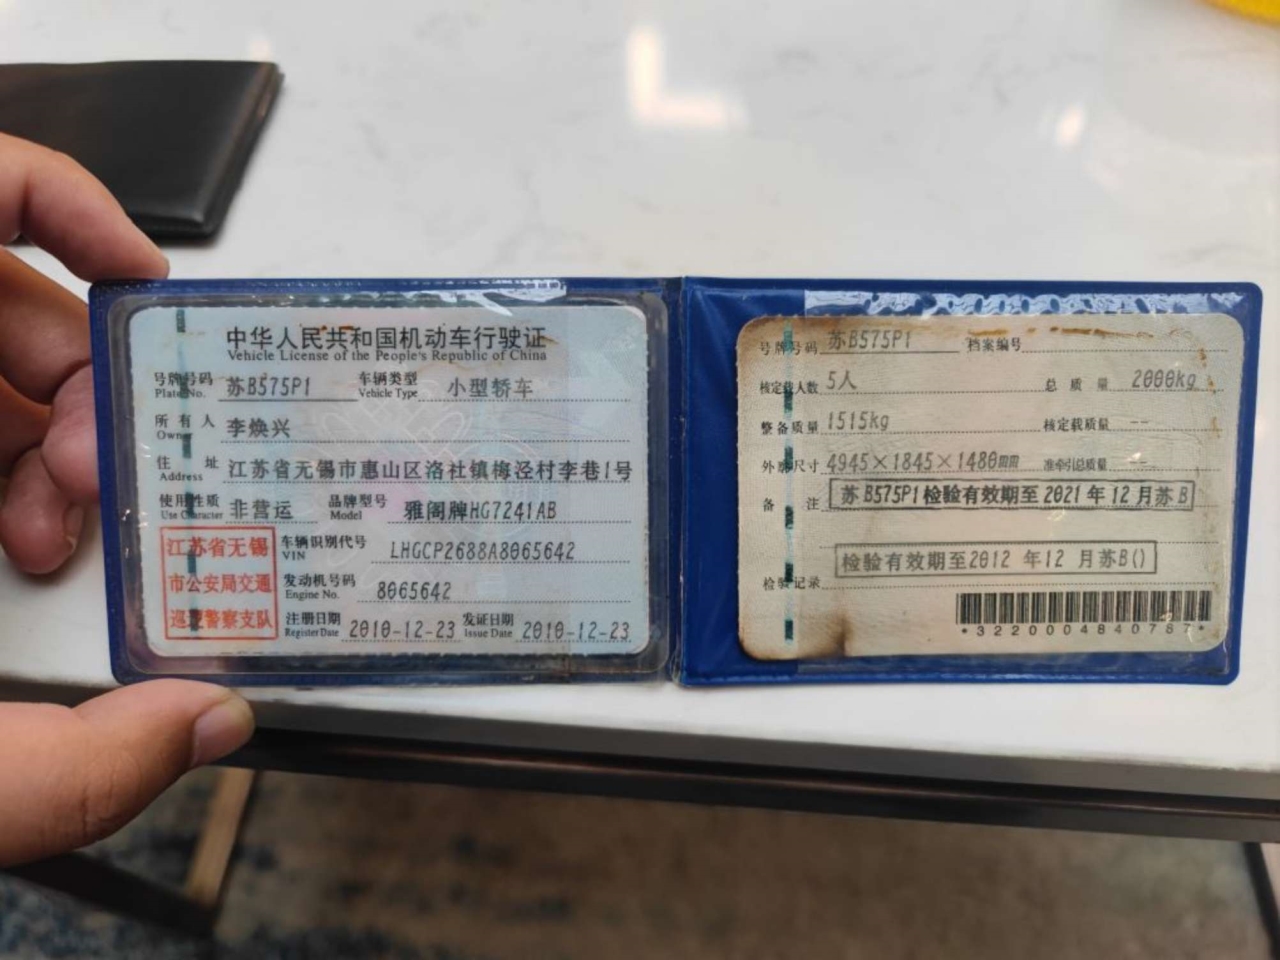 中华人民共和国机动车行驶证
Vehicle License of the People's Republic of China
号牌号码 Plate No. 苏B575P1 车辆类型 Vehicle Type 小型轿车
所有人 Owner 李焕兴
住址 Address 江苏省无锡市惠山区洛社镇梅泾村李巷1号
使用性质 Use Character 非营运 品牌型号 Model 雅阁牌HG7241AB
江苏省无锡
市公安局交通
巡逻警察支队
车辆识别代号 VIN LHGCP2688A8065642
发动机号码 Engine No. 8065642
注册日期 Register Date 2010-12-23 发证日期 Issue Date 2010-12-23
号牌号码 苏B575P1 档案编号
核定载人数 5人 总质量 2000kg
整备质量 1515kg 核定载质量 --
外廓尺寸 4945×1845×1480mm 准牵引总质量 --
备注 苏B575P1检验有效期至2021年12月苏B
检验有效期至2012 年12 月苏B()
检验记录
*3220004840787*